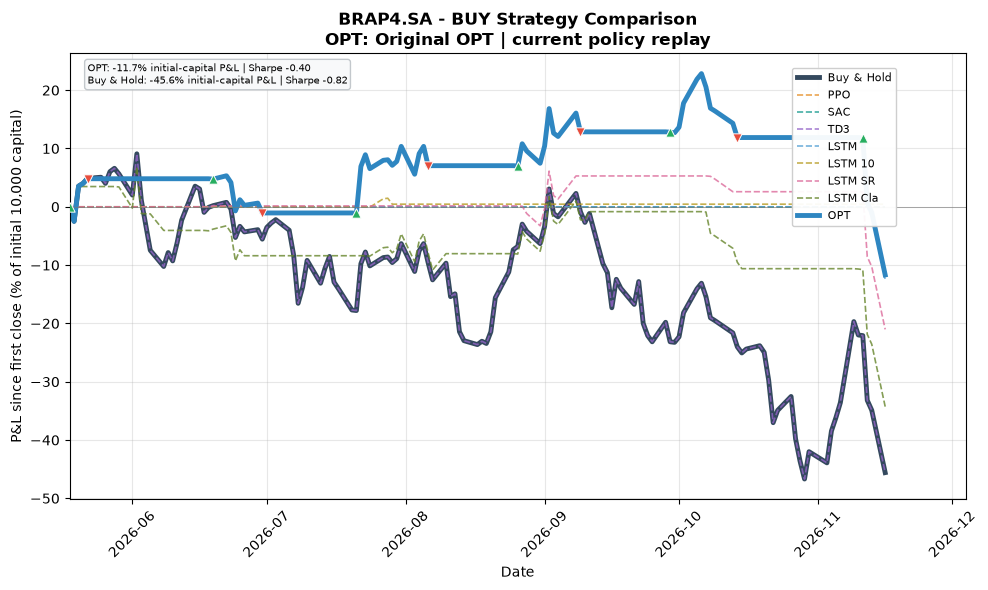 BRAP4.SA - BUY Strategy Comparison
OPT: Original OPT | current policy replay
OPT: -11.7% initial-capital P&L | Sharpe -0.40
Buy & Hold: -45.6% initial-capital P&L | Sharpe -0.82
Buy & Hold
PPO
SAC
TD3
LSTM
LSTM 10
LSTM SR
LSTM Cla
OPT
P&L since first close (% of initial 10,000 capital)
20
10
0
−10
−20
−30
−40
−50
2026-06
2026-07
2026-08
2026-09
2026-10
2026-11
2026-12
Date